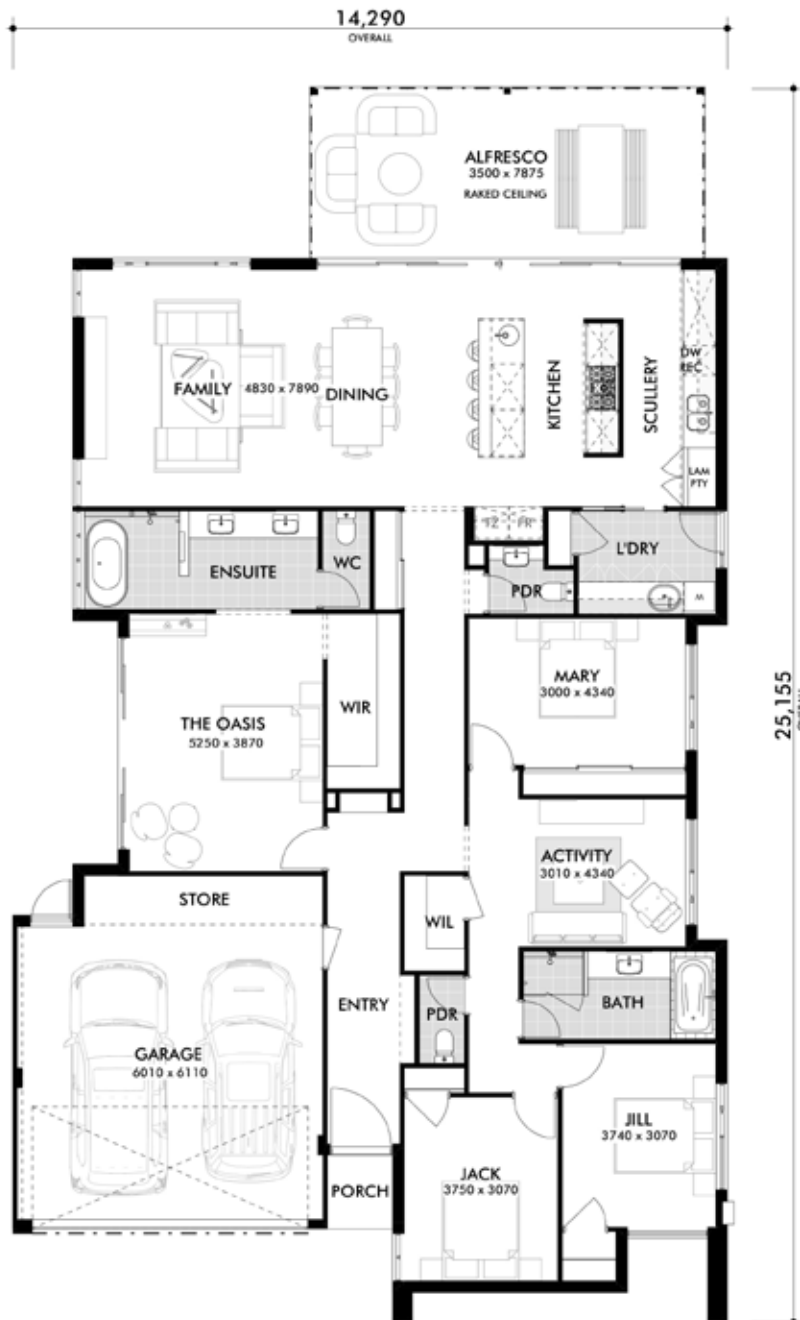 14,290
OVERALL
ALFRESCO
3500 x 7875
RAKED CEILING
FAMILY
4830 x 7890
DINING
KITCHEN
SCULLERY
DW
REC
LAM
PTY
ENSUITE
WC
FZ
FR
L'DRY
PDR
W
MARY
3000 x 4340
WIR
THE OASIS
5250 x 3870
25,155
ACTIVITY
3010 x 4340
STORE
WIL
ENTRY
PDR
BATH
GARAGE
6010 x 6110
JILL
3740 x 3070
JACK
3750 x 3070
PORCH